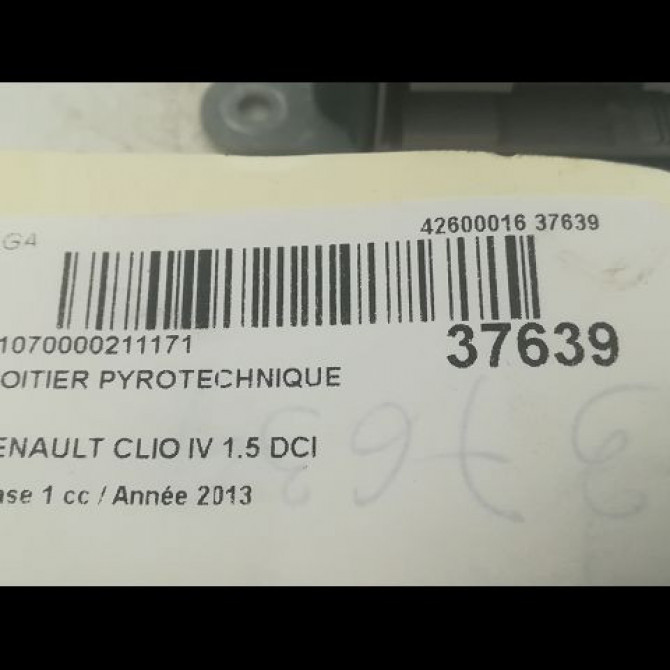 G4
42600016 37639
1070000211171
37639
OITIER PYROTECHNIQUE
ENAULT CLIO IV 1.5 DCI
ase 1 cc / Année 2013